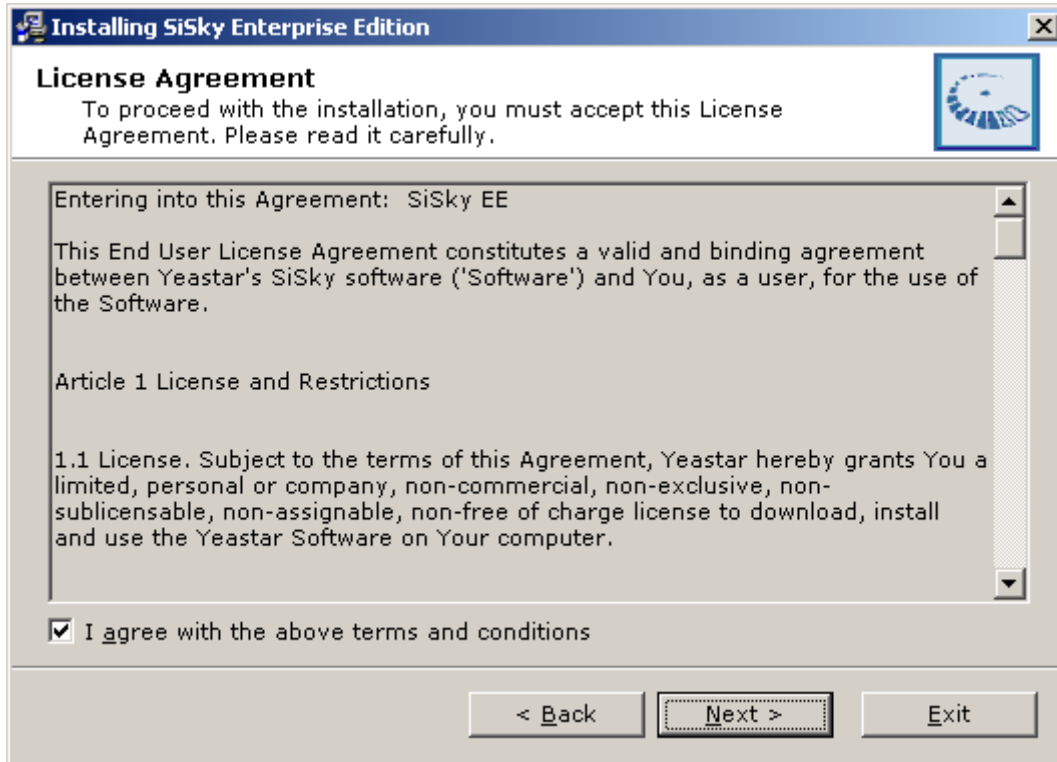 Installing SiSky Enterprise Edition
License Agreement
To proceed with the installation, you must accept this License
Agreement. Please read it carefully.
Entering into this Agreement:  SiSky EE
This End User License Agreement constitutes a valid and binding agreement
between Yeastar's SiSky software ('Software') and You, as a user, for the use of
the Software.
Article 1 License and Restrictions
1.1 License. Subject to the terms of this Agreement, Yeastar hereby grants You a
limited, personal or company, non-commercial, non-exclusive, non-
sublicensable, non-assignable, non-free of charge license to download, install
and use the Yeastar Software on Your computer.
I agree with the above terms and conditions
< Back
Next >
Exit